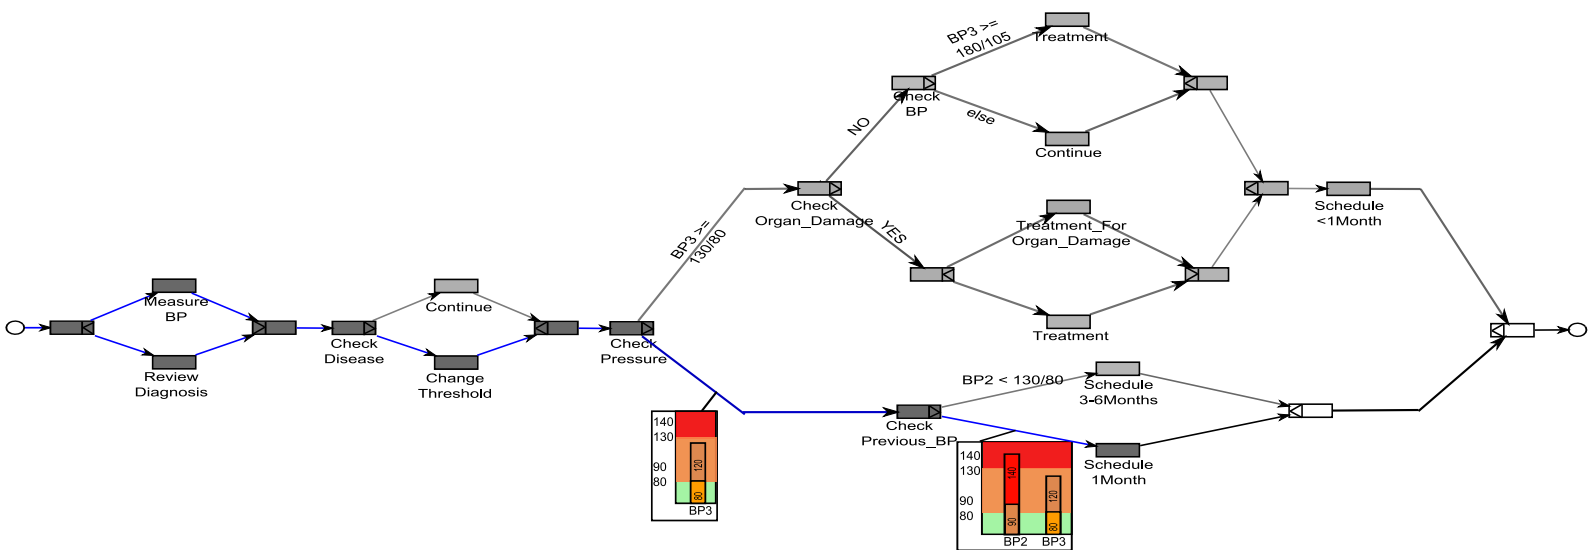 Measure
BP
Review
Diagnosis
Check
Disease
Continue
Change
Threshold
Check
Pressure
BP3 >=
130/80
Check
Organ_Damage
NO
YES
Check
BP
BP3 >=
180/105
else
Treatment
Continue
Treatment_For
Organ_Damage
Treatment
Schedule
<1Month
140
130
90
80
120
80
BP3
Check
Previous_BP
BP2 < 130/80
Schedule
3-6Months
Schedule
1Month
140
130
90
80
140
90
120
80
BP2 BP3